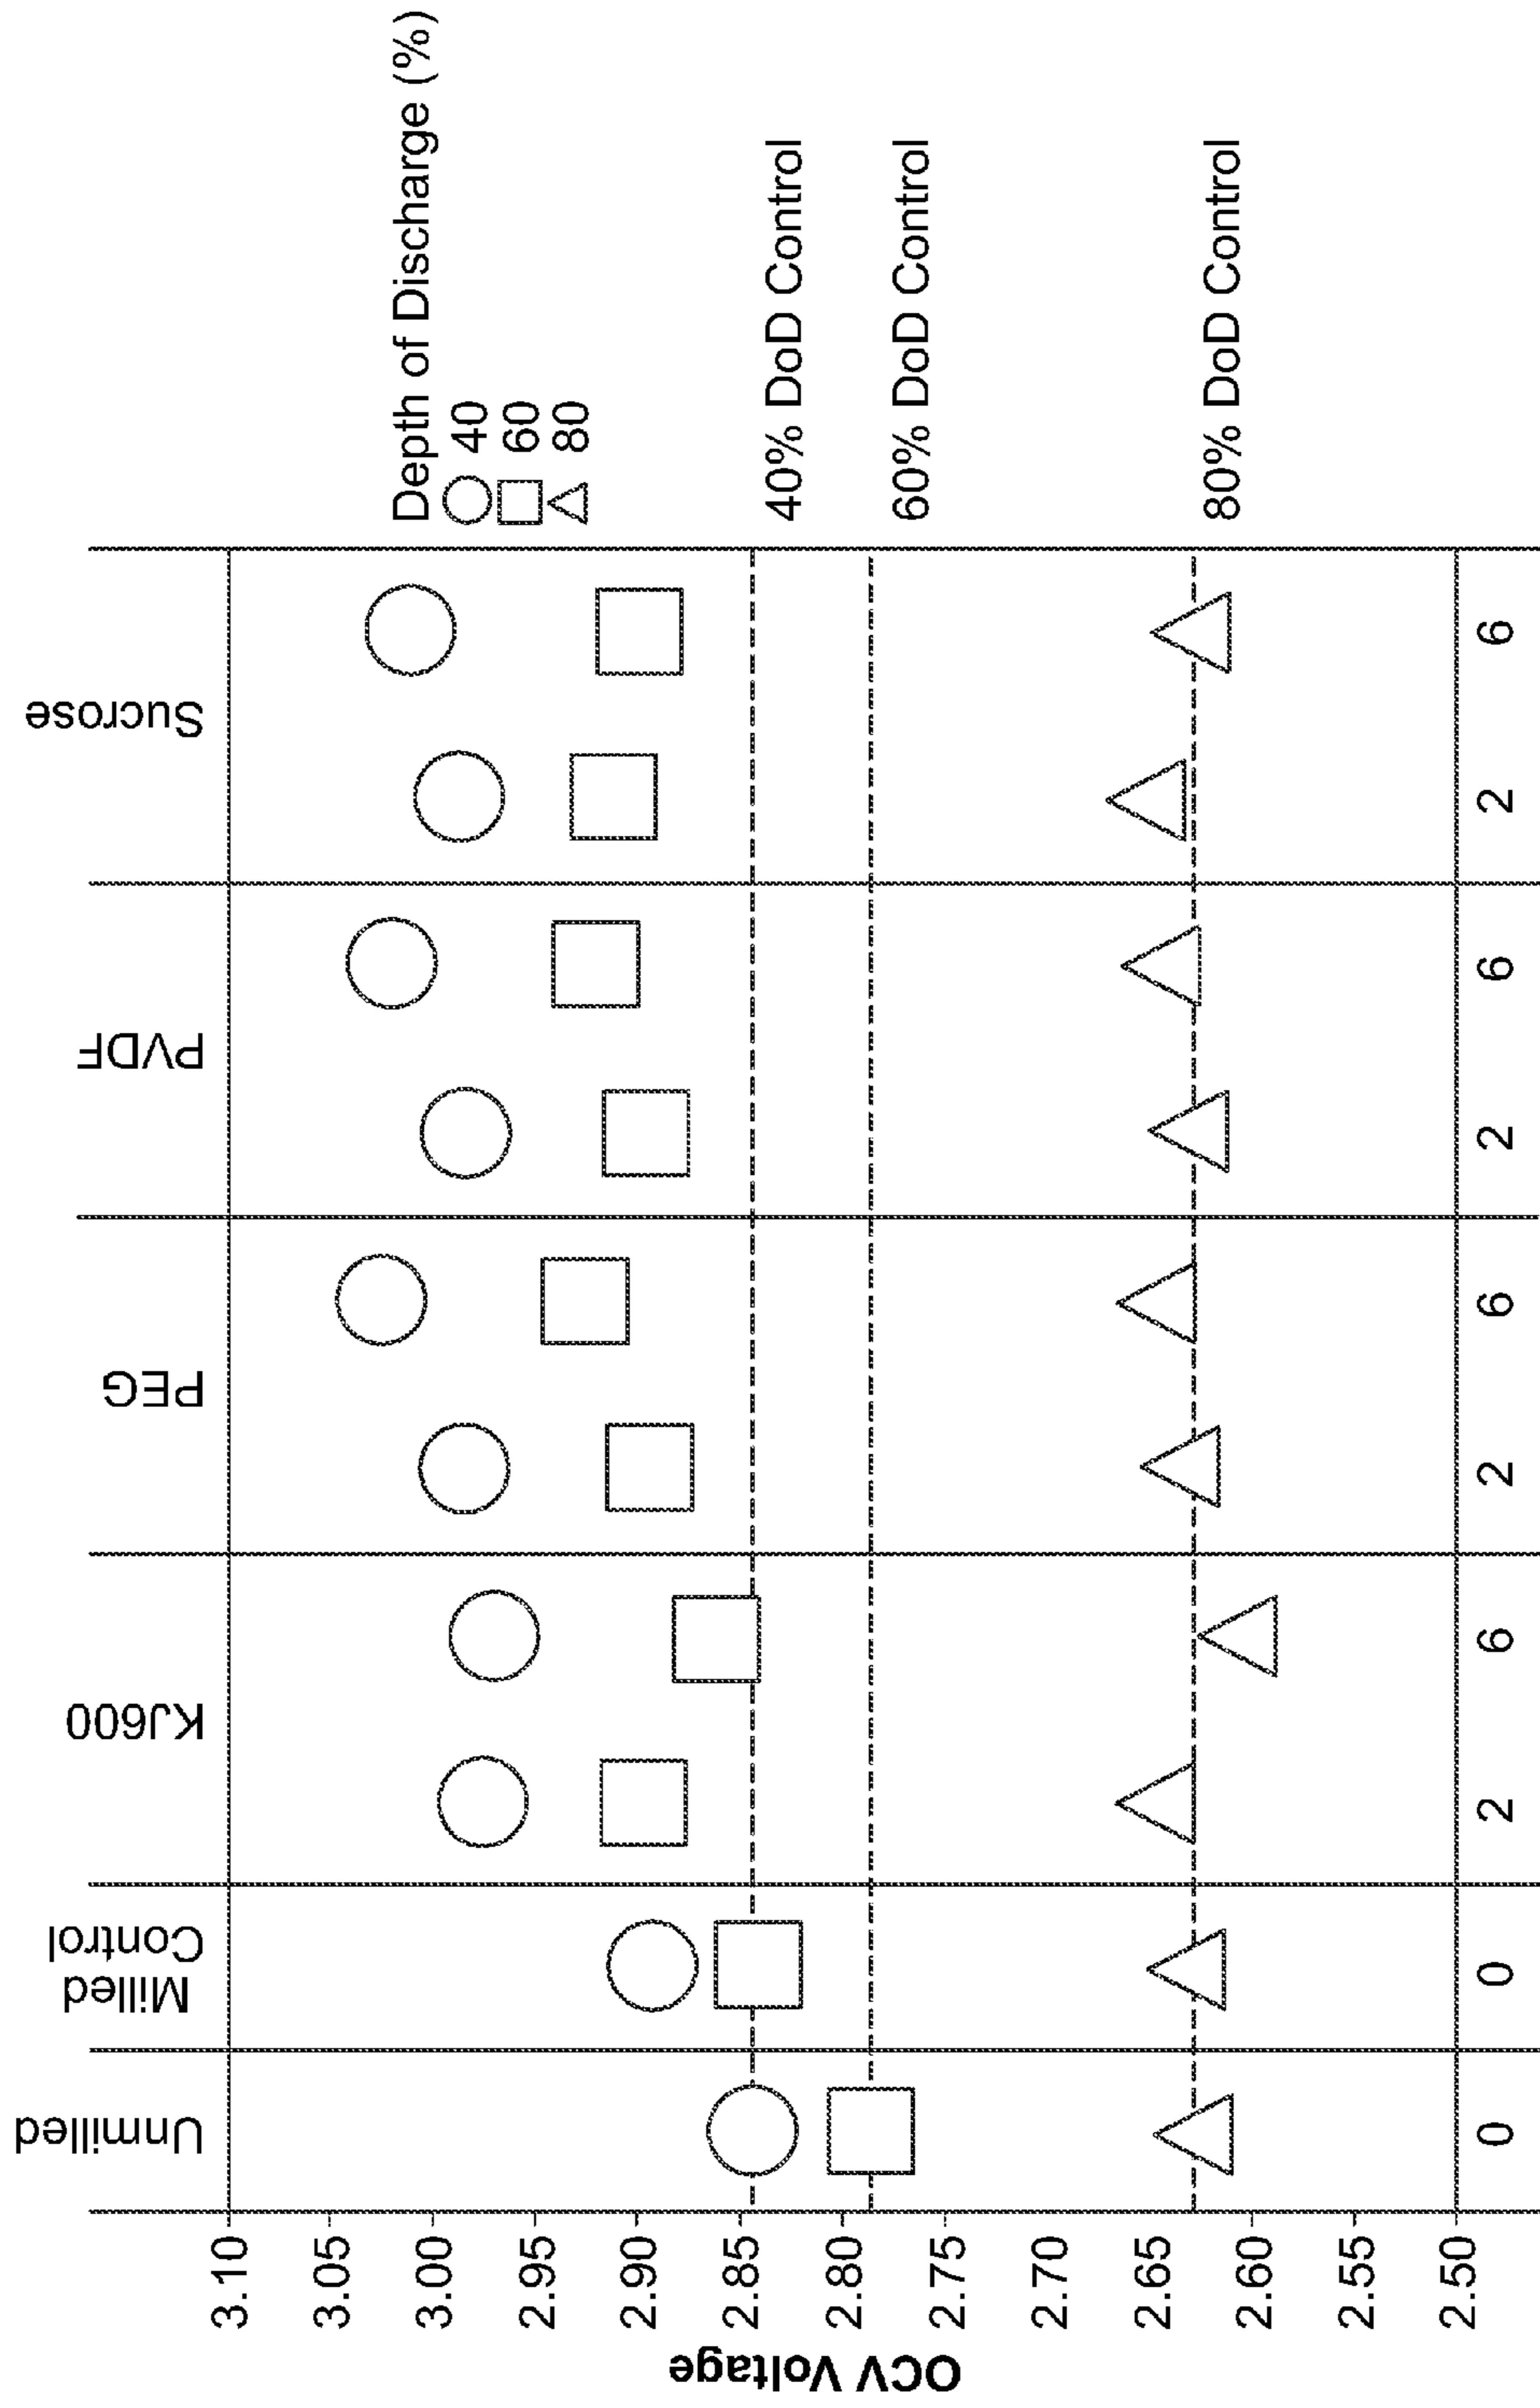 Unmilled
Milled
Control
KJ600
PEG
PVDF
Sucrose
OCV Voltage
3.10
3.05
3.00
2.95
2.90
2.85
2.80
2.75
2.70
2.65
2.60
2.55
2.50
0
0
2
6
2
6
2
6
2
6
Depth of Discharge (%)
40
60
80
40% DoD Control
60% DoD Control
80% DoD Control